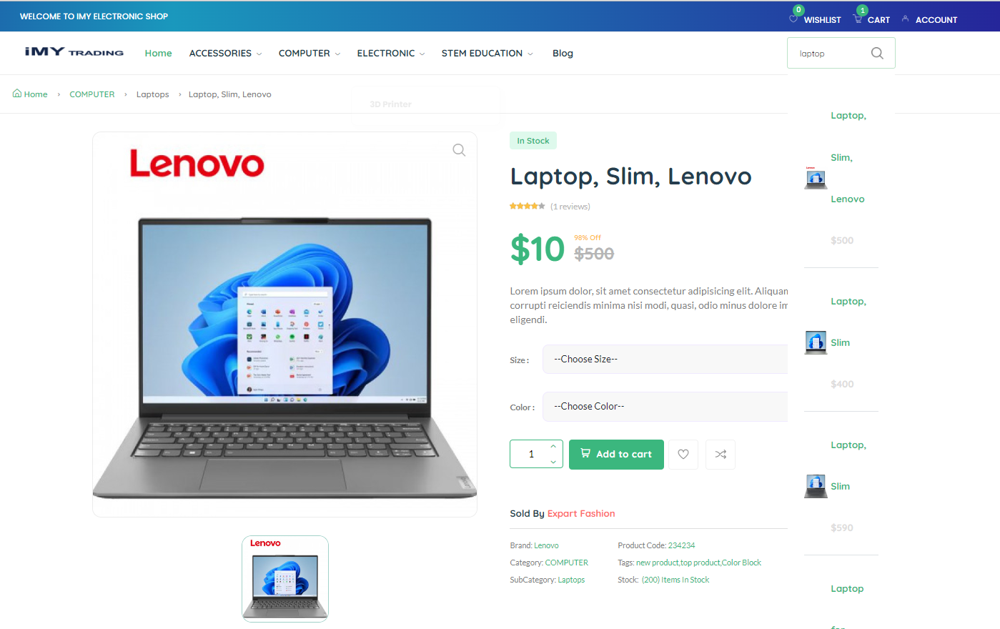 WELCOME TO IMY ELECTRONIC SHOP
0
WISHLIST
1
CART
ACCOUNT
iMY TRADING
Home
ACCESSORIES
COMPUTER
ELECTRONIC
STEM EDUCATION
Blog
laptop
Home › COMPUTER › Laptops › Laptop, Slim, Lenovo
3D Printer
Lenovo
In Stock
Laptop, Slim, Lenovo
(1 reviews)
$10
98% Off
$500
Lorem ipsum dolor, sit amet consectetur adipisicing elit. Aliquam
corrupti reiciendis minima nisi modi, quasi, odio minus dolore im
eligendi.
Size :
--Choose Size--
Color :
--Choose Color--
1
Add to cart
Sold By Expart Fashion
Brand: Lenovo
Category: COMPUTER
SubCategory: Laptops
Product Code: 234234
Tags: new product,top product,Color Block
Stock: (200) Items In Stock
Lenovo
Laptop,
Slim,
Lenovo
$500
Laptop,
Slim
$400
Laptop,
Slim
$590
Laptop